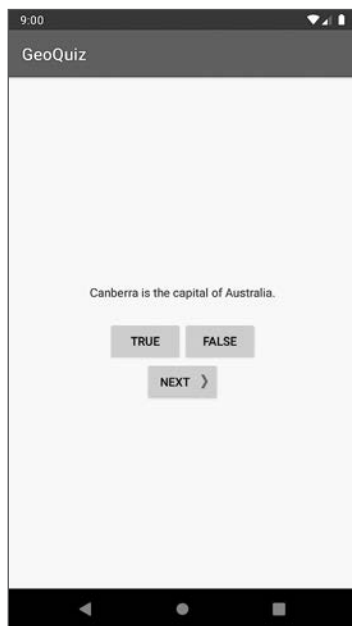 9:00
GeoQuiz
Canberra is the capital of Australia.
TRUE FALSE
NEXT